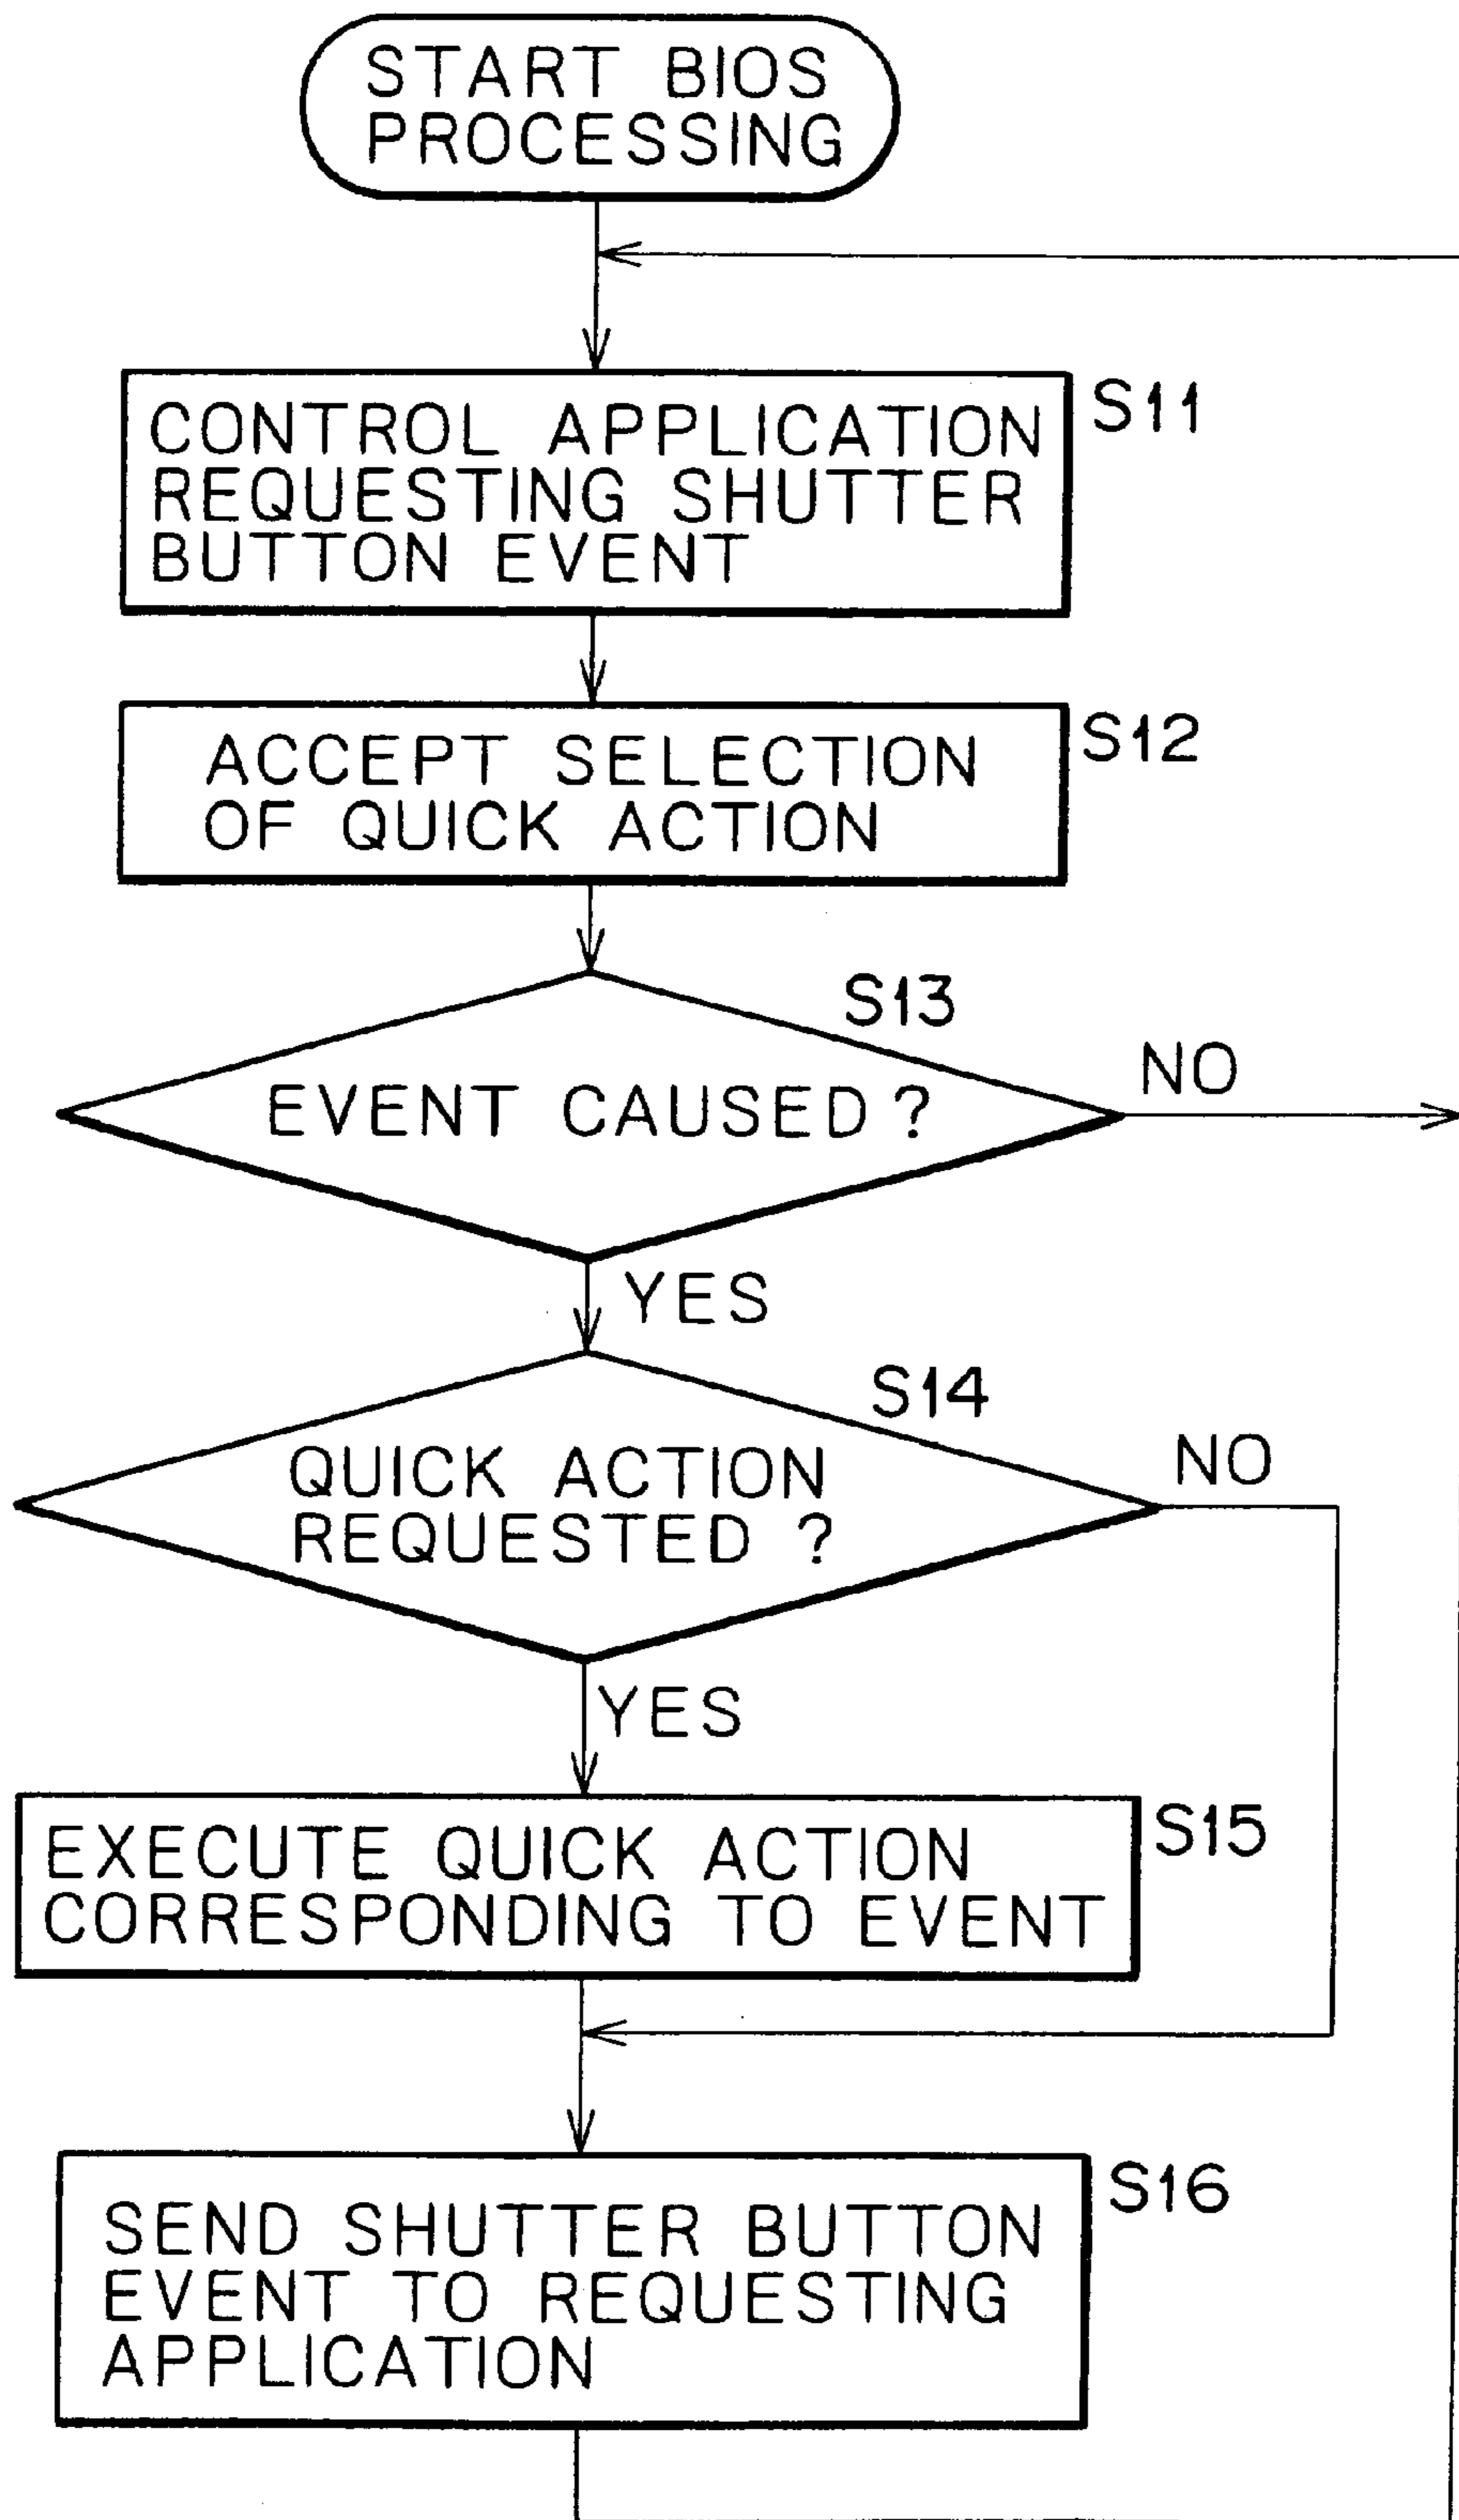 START BIOS
PROCESSING
CONTROL APPLICATION
REQUESTING SHUTTER
BUTTON EVENT
S11
ACCEPT SELECTION
OF QUICK ACTION
S12
S13
EVENT CAUSED ?
NO
YES
S14
QUICK ACTION
REQUESTED ?
NO
YES
EXECUTE QUICK ACTION
CORRESPONDING TO EVENT
S15
SEND SHUTTER BUTTON
EVENT TO REQUESTING
APPLICATION
S16